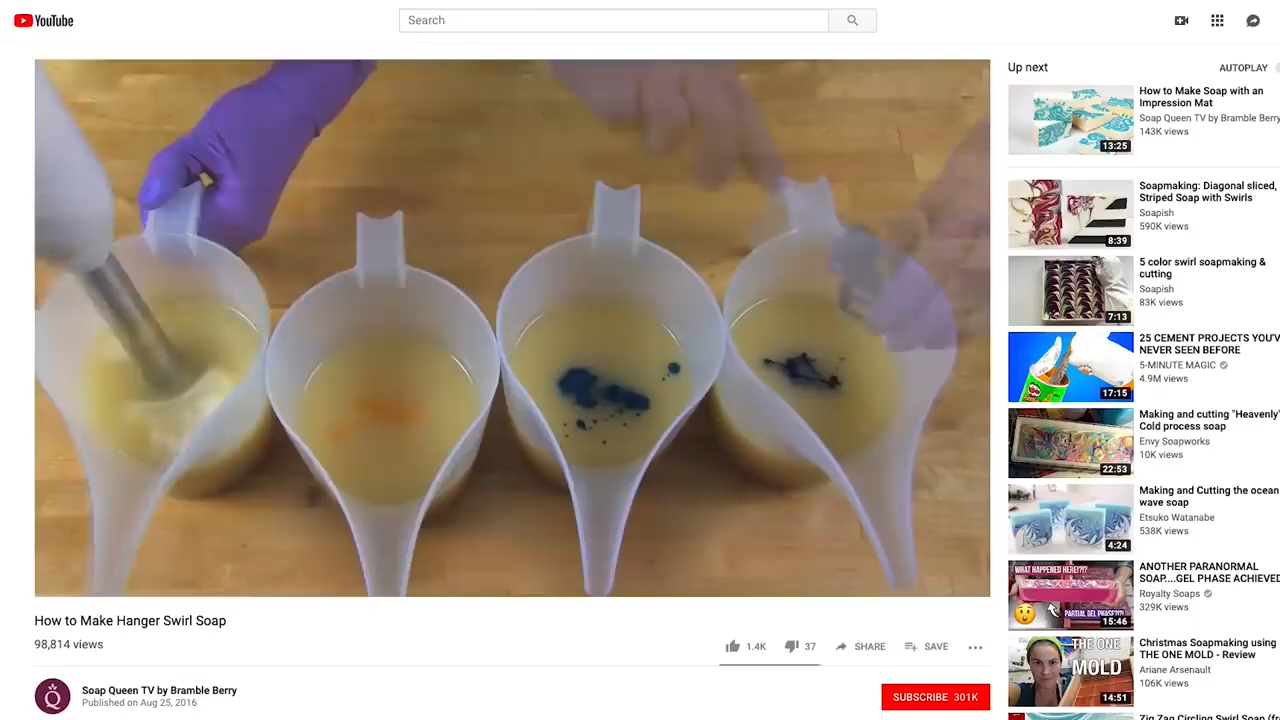 YouTube
Search
Up next
AUTOPLAY
How to Make Soap with an
Impression Mat
Soap Queen TV by Bramble Berry
143K views
13:25
Soapmaking: Diagonal sliced,
Striped Soap with Swirls
Soapish
590K views
8:39
5 color swirl soapmaking &
cutting
Soapish
83K views
7:13
25 CEMENT PROJECTS YOU'V
NEVER SEEN BEFORE
5-MINUTE MAGIC
4.9M views
17:15
Making and cutting "Heavenly"
Cold process soap
Envy Soapworks
10K views
22:53
Making and Cutting the ocean
wave soap
Etsuko Watanabe
538K views
4:24
WHAT HAPPENED HERE!?!?
PARTIAL GEL PHASE?!?!
ANOTHER PARANORMAL
SOAP....GEL PHASE ACHIEVED
Royalty Soaps
329K views
15:46
THE ONE
MOLD
Christmas Soapmaking using
THE ONE MOLD - Review
Ariane Arsenault
106K views
14:51
How to Make Hanger Swirl Soap
98,814 views
1.4K
37
SHARE
SAVE
Soap Queen TV by Bramble Berry
Published on Aug 25, 2016
SUBSCRIBE 301K